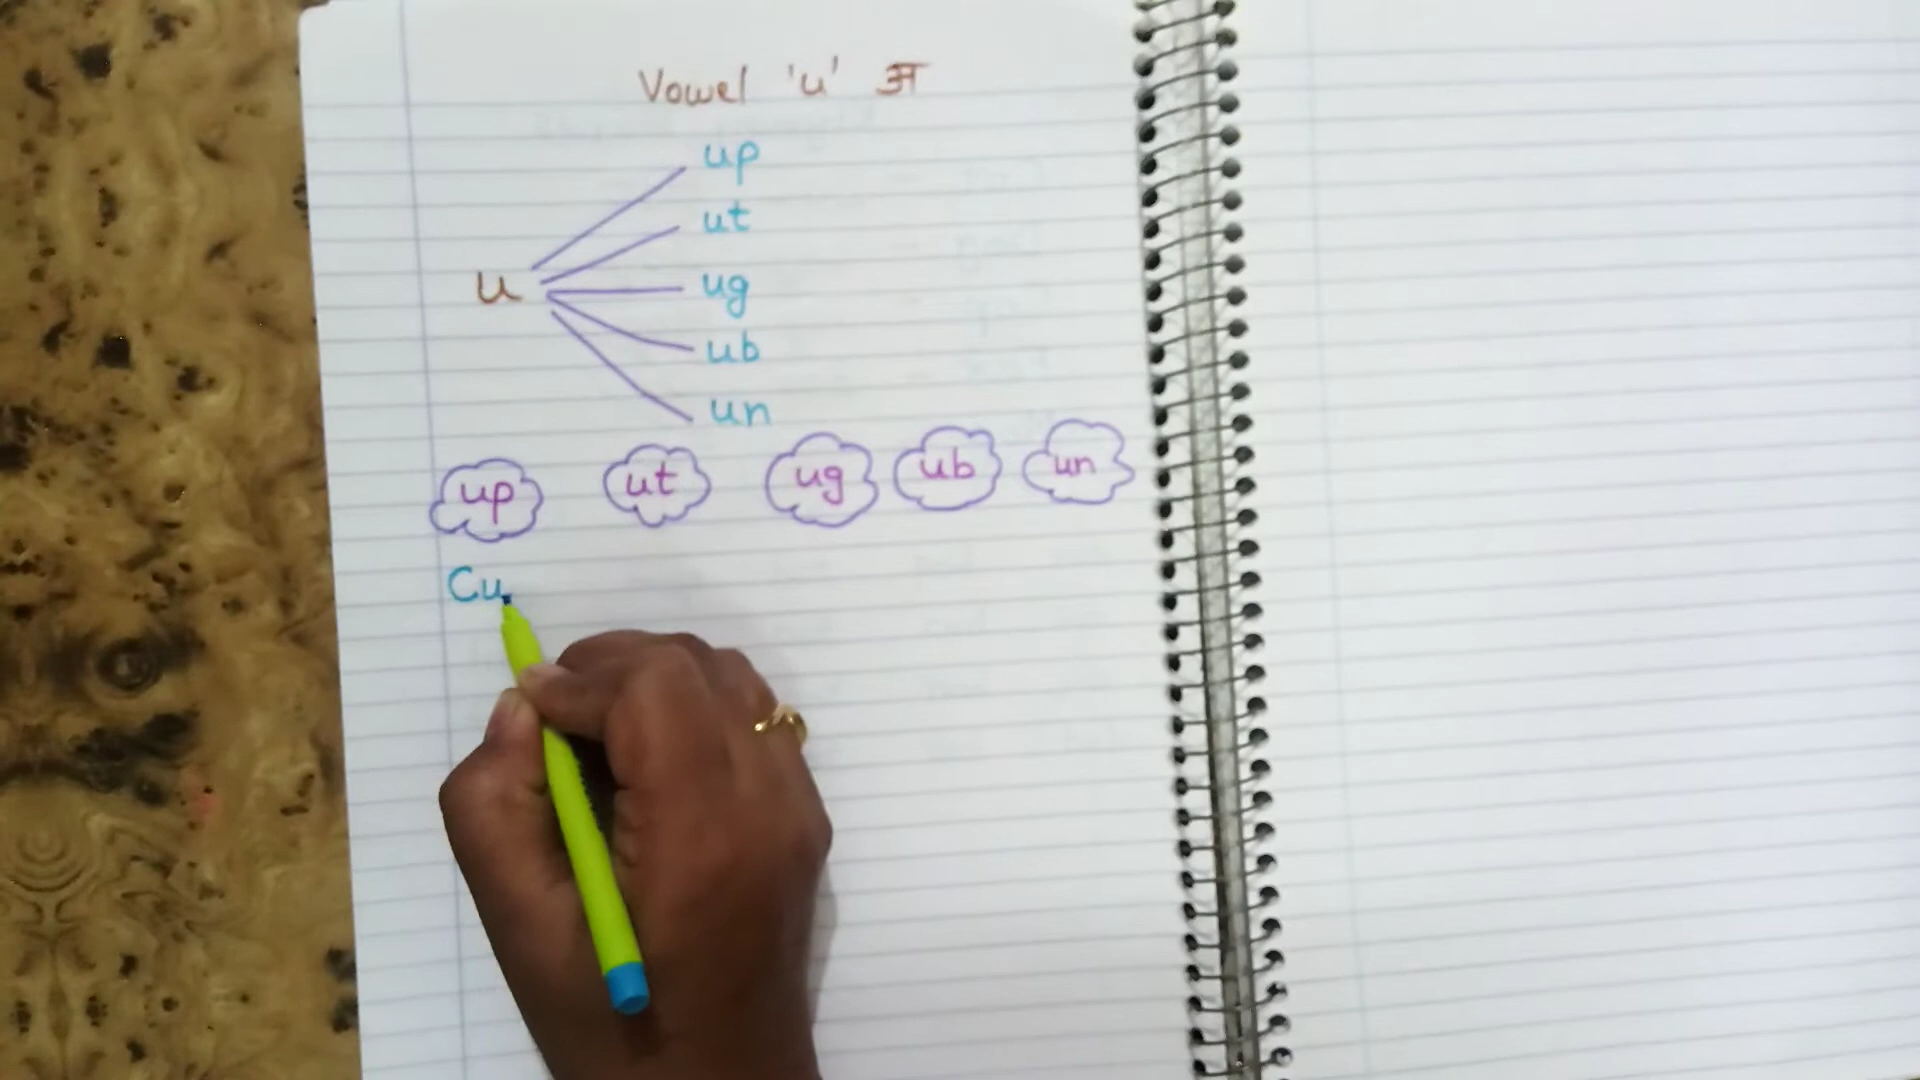 Vowel 'u' अ
up
ut
u
ug
ub
un
up ut ug ub un
Cu